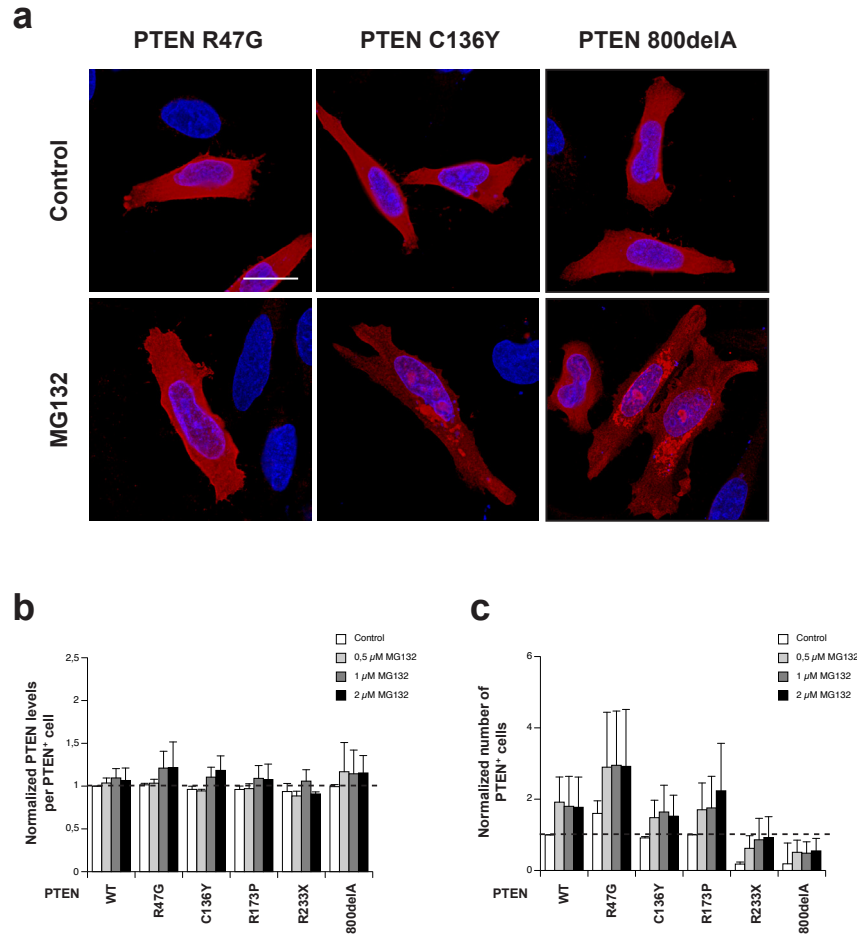 a
PTEN R47G
PTEN C136Y
PTEN 800delA
Control
MG132
b
Normalized PTEN levels
per PTEN⁺ cell
2,5
2
1,5
1
0,5
0
Control
0,5 µM MG132
1 µM MG132
2 µM MG132
PTEN
WT
R47G
C136Y
R173P
R233X
800delA
c
Normalized number of
PTEN⁺ cells
6
4
2
0
Control
0,5 µM MG132
1 µM MG132
2 µM MG132
PTEN
WT
R47G
C136Y
R173P
R233X
800delA